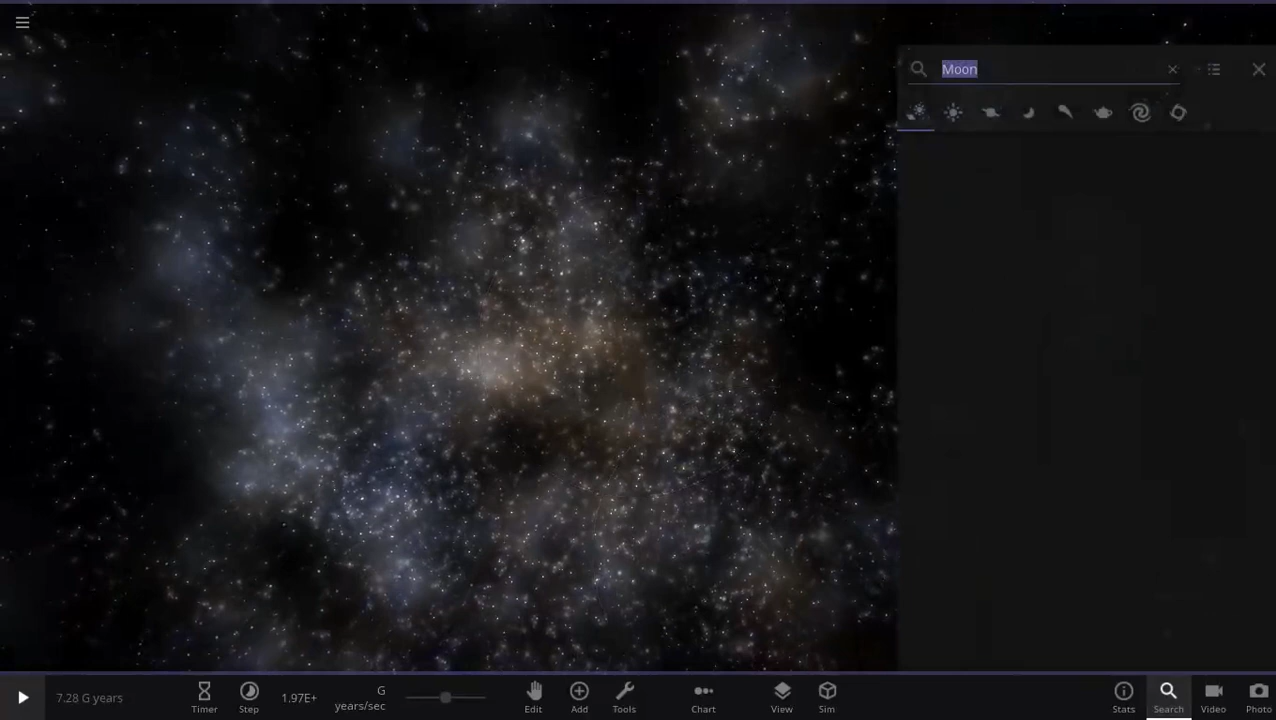 Moon
7.28 G years
1.97E+
G
years/sec
Timer
Step
Edit
Add
Tools
Chart
View
Sim
Stats
Search
Video
Photo